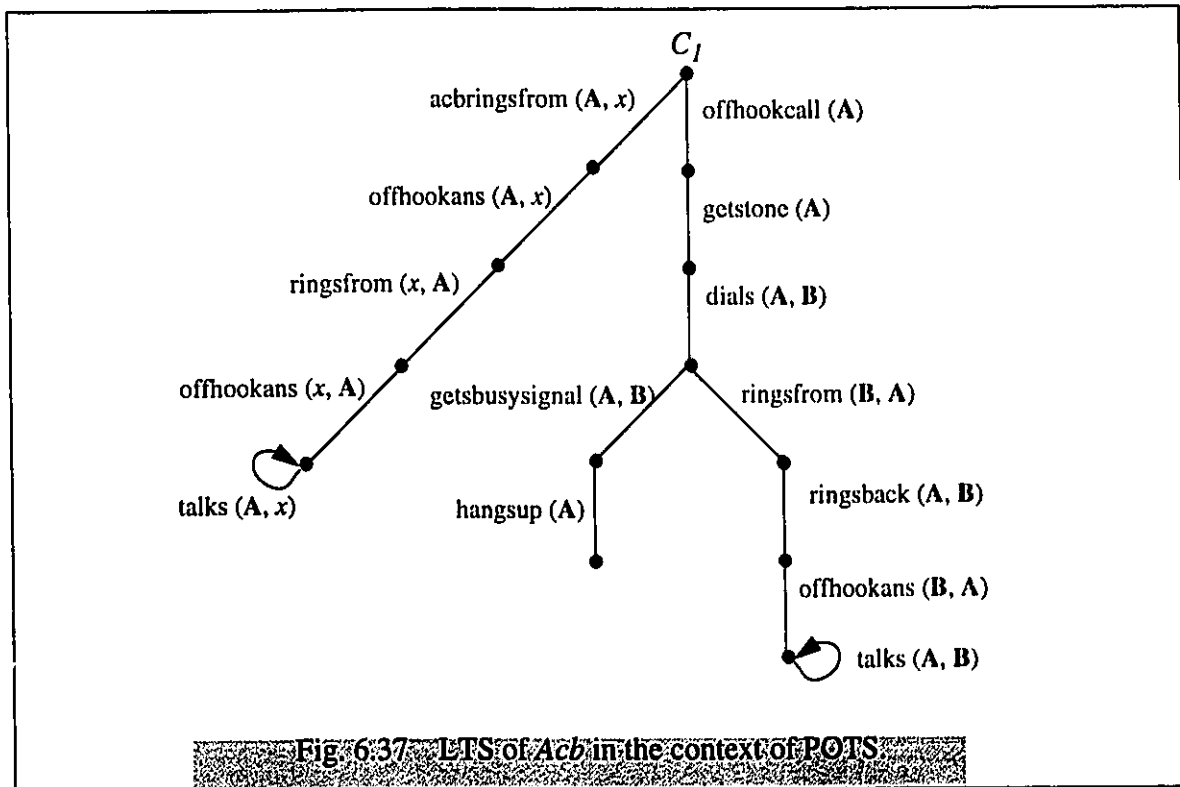 C1
acbringsfrom (A, x)
offhookcall (A)
offhookans (A, x)
getstone (A)
ringsfrom (x, A)
dials (A, B)
offhookans (x, A)
getsbusysignal (A, B)
ringsfrom (B, A)
talks (A, x)
hangsup (A)
ringsback (A, B)
offhookans (B, A)
talks (A, B)
Fig. 6.37 LTS of Acb in the context of POTS